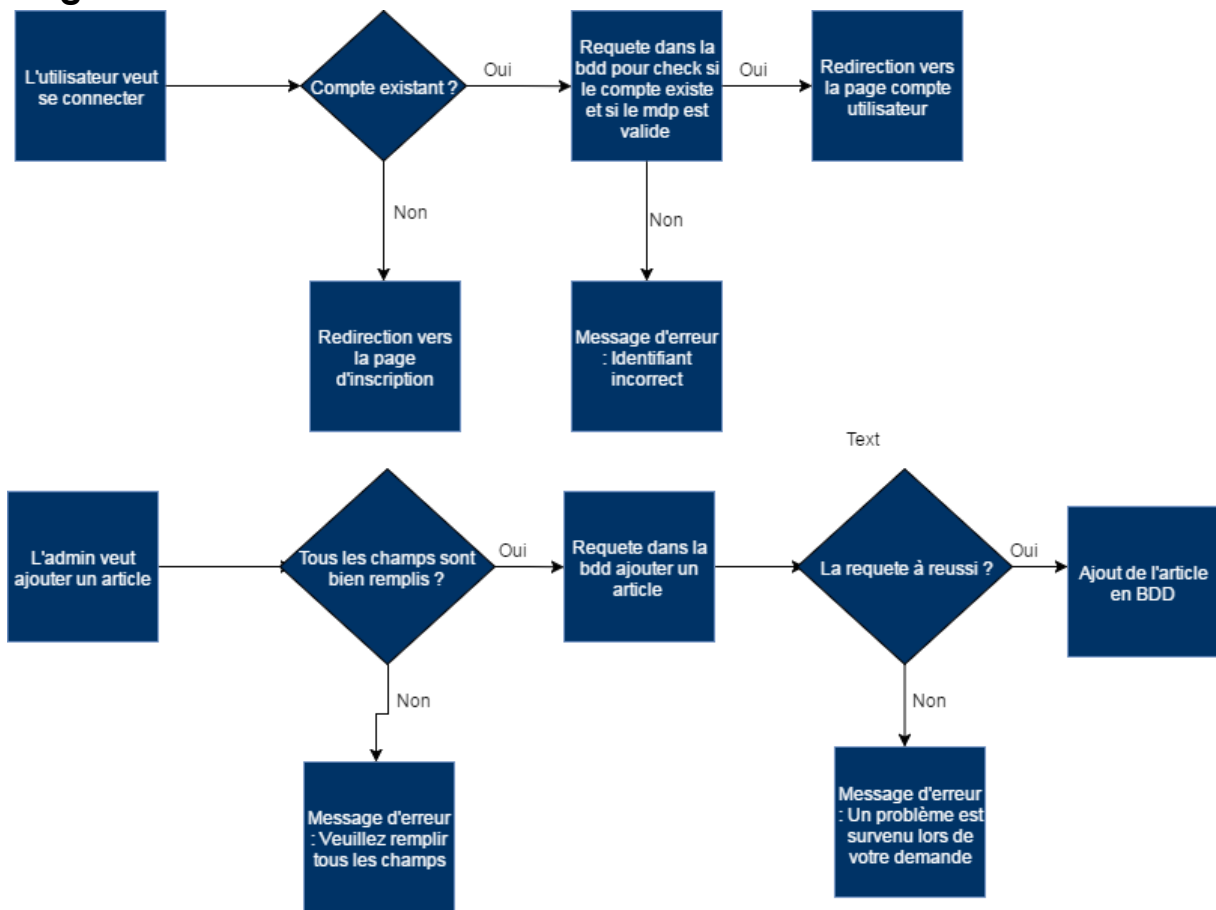 L'utilisateur veut
se connecter
Compte existant ?
Oui
Requete dans la
bdd pour check si
le compte existe
et si le mdp est
valide
Oui
Redirection vers
la page compte
utilisateur
Non
Non
Redirection vers
la page
d'inscription
Message d'erreur
: Identifiant
incorrect
Text
L'admin veut
ajouter un article
Tous les champs sont
bien remplis ?
Oui
Requete dans la
bdd ajouter un
article
La requete à reussi ?
Oui
Ajout de l'article
en BDD
Non
Non
Message d'erreur
: Veuillez remplir
tous les champs
Message d'erreur
: Un problème est
survenu lors de
votre demande